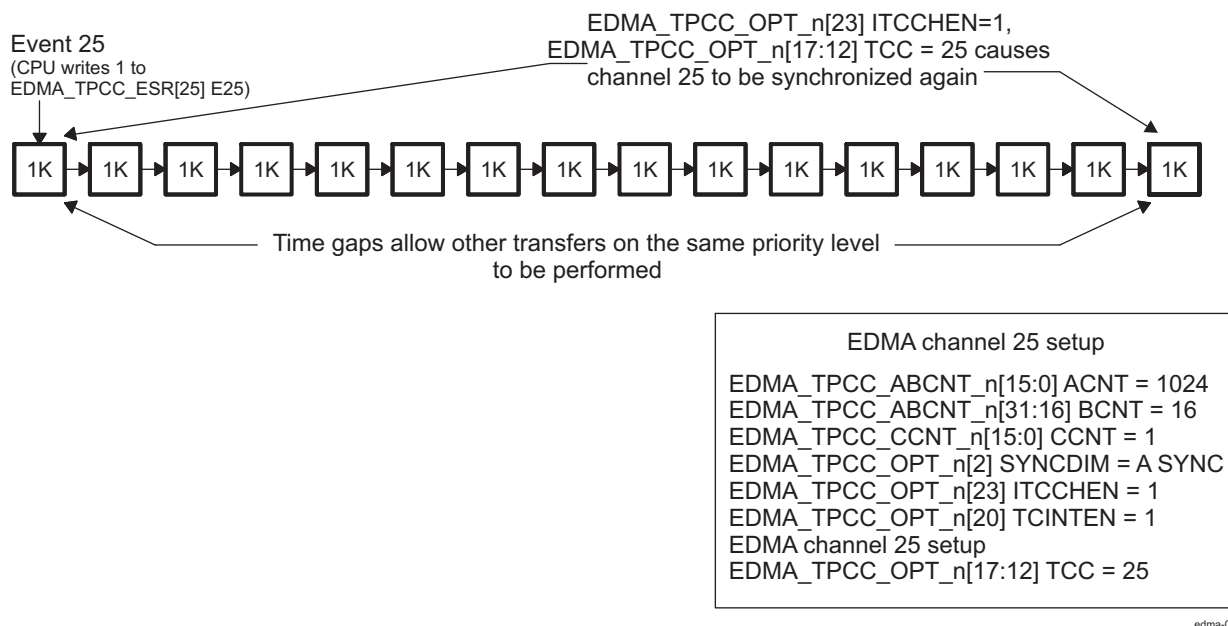 Event 25
(CPU writes 1 to
EDMA_TPCC_ESR[25] E25)
EDMA_TPCC_OPT_n[23] ITCCHEN=1,
EDMA_TPCC_OPT_n[17:12] TCC = 25 causes
channel 25 to be synchronized again
1K 1K 1K 1K 1K 1K 1K 1K 1K 1K 1K 1K 1K 1K 1K 1K
Time gaps allow other transfers on the same priority level
to be performed
EDMA channel 25 setup
EDMA_TPCC_ABCNT_n[15:0] ACNT = 1024
EDMA_TPCC_ABCNT_n[31:16] BCNT = 16
EDMA_TPCC_CCNT_n[15:0] CCNT = 1
EDMA_TPCC_OPT_n[2] SYNCDIM = A SYNC
EDMA_TPCC_OPT_n[23] ITCCHEN = 1
EDMA_TPCC_OPT_n[20] TCINTEN = 1
EDMA channel 25 setup
EDMA_TPCC_OPT_n[17:12] TCC = 25